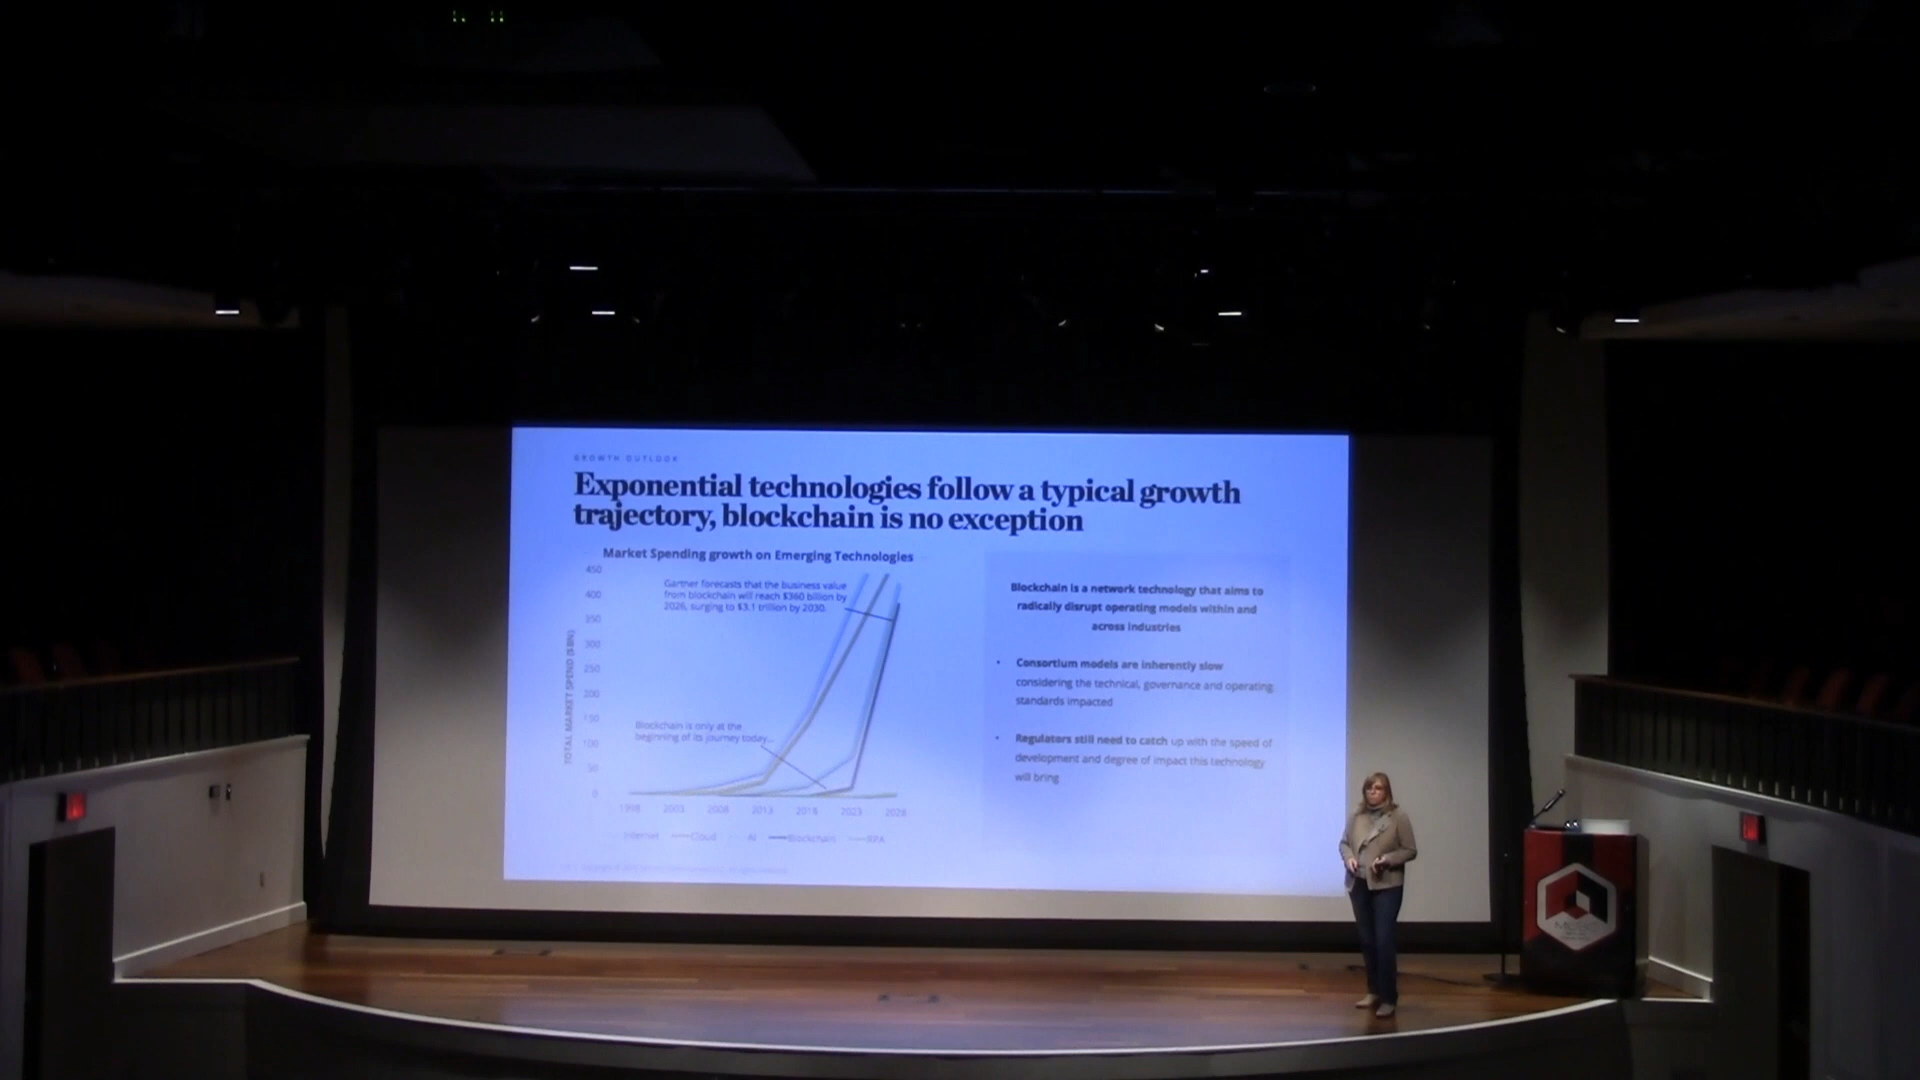 GROWTH OUTLOOK
Exponential technologies follow a typical growth
trajectory, blockchain is no exception
Market Spending growth on Emerging Technologies
TOTAL MARKET SPEND ($BN)
450
400
350
300
250
200
150
100
50
0
Gartner forecasts that the business value
from blockchain will reach $360 billion by
2026, surging to $3.1 trillion by 2030.
Blockchain is only at the
beginning of its journey today...
1998 2003 2008 2013 2018 2023 2028
Internet Cloud AI Blockchain RPA
Blockchain is a network technology that aims to
radically disrupt operating models within and
across industries
• Consortium models are inherently slow
considering the technical, governance and operating
standards impacted
• Regulators still need to catch up with the speed of
development and degree of impact this technology
will bring